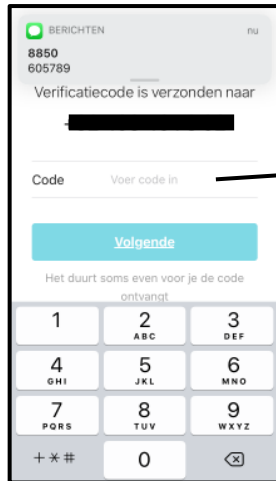 BERICHTEN nu
8850
605789
Verificatiecode is verzonden naar
Code Voer code in
Volgende
Het duurt soms even voor je de code
ontvangt
1 2 3
ABC DEF
4 5 6
GHI JKL MNO
7 8 9
PQRS TUV WXYZ
+*# 0